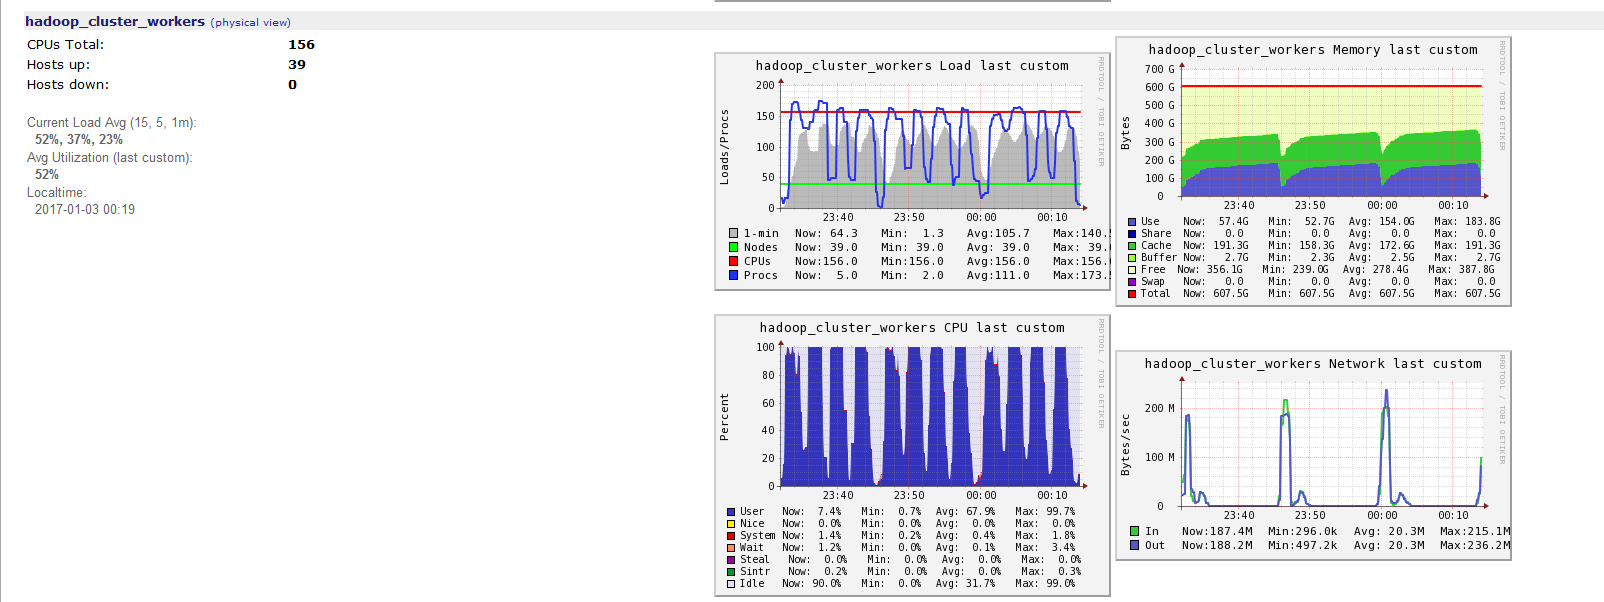 hadoop_cluster_workers (physical view)
CPUs Total: 156
Hosts up: 39
Hosts down: 0
Current Load Avg (15, 5, 1m):
52%, 37%, 23%
Avg Utilization (last custom):
52%
Localtime:
2017-01-03 00:19
hadoop_cluster_workers Load last custom
RRDTOOL / TOBI OETIKER
Loads/Procs
200
150
100
50
0
23:40 23:50 00:00 00:10
1-min Now: 64.3 Min: 1.3 Avg:105.7 Max:140.
Nodes Now: 39.0 Min: 39.0 Avg: 39.0 Max: 39.
CPUs Now:156.0 Min:156.0 Avg:156.0 Max:156.
Procs Now: 5.0 Min: 2.0 Avg:111.0 Max:173.
hadoop_cluster_workers Memory last custom
RRDTOOL / TOBI OETIKER
Bytes
700 G
600 G
500 G
400 G
300 G
200 G
100 G
0
23:40 23:50 00:00 00:10
Use Now: 57.4G Min: 52.7G Avg: 154.0G Max: 183.8G
Share Now: 0.0 Min: 0.0 Avg: 0.0 Max: 0.0
Cache Now: 191.3G Min: 158.3G Avg: 172.6G Max: 191.3G
Buffer Now: 2.7G Min: 2.3G Avg: 2.5G Max: 2.7G
Free Now: 356.1G Min: 239.0G Avg: 278.4G Max: 387.8G
Swap Now: 0.0 Min: 0.0 Avg: 0.0 Max: 0.0
Total Now: 607.5G Min: 607.5G Avg: 607.5G Max: 607.5G
hadoop_cluster_workers CPU last custom
RRDTOOL / TOBI OETIKER
Percent
100
80
60
40
20
0
23:40 23:50 00:00 00:10
User Now: 7.4% Min: 0.7% Avg: 67.9% Max: 99.7%
Nice Now: 0.0% Min: 0.0% Avg: 0.0% Max: 0.0%
System Now: 1.4% Min: 0.2% Avg: 0.4% Max: 1.8%
Wait Now: 1.2% Min: 0.0% Avg: 0.1% Max: 3.4%
Steal Now: 0.0% Min: 0.0% Avg: 0.0% Max: 0.0%
Sintr Now: 0.2% Min: 0.0% Avg: 0.0% Max: 0.3%
Idle Now: 90.0% Min: 0.0% Avg: 31.7% Max: 99.0%
hadoop_cluster_workers Network last custom
RRDTOOL / TOBI OETIKER
Bytes/sec
200 M
100 M
0
23:40 23:50 00:00 00:10
In Now:187.4M Min:296.0k Avg: 20.3M Max:215.1M
Out Now:188.2M Min:497.2k Avg: 20.3M Max:236.2M